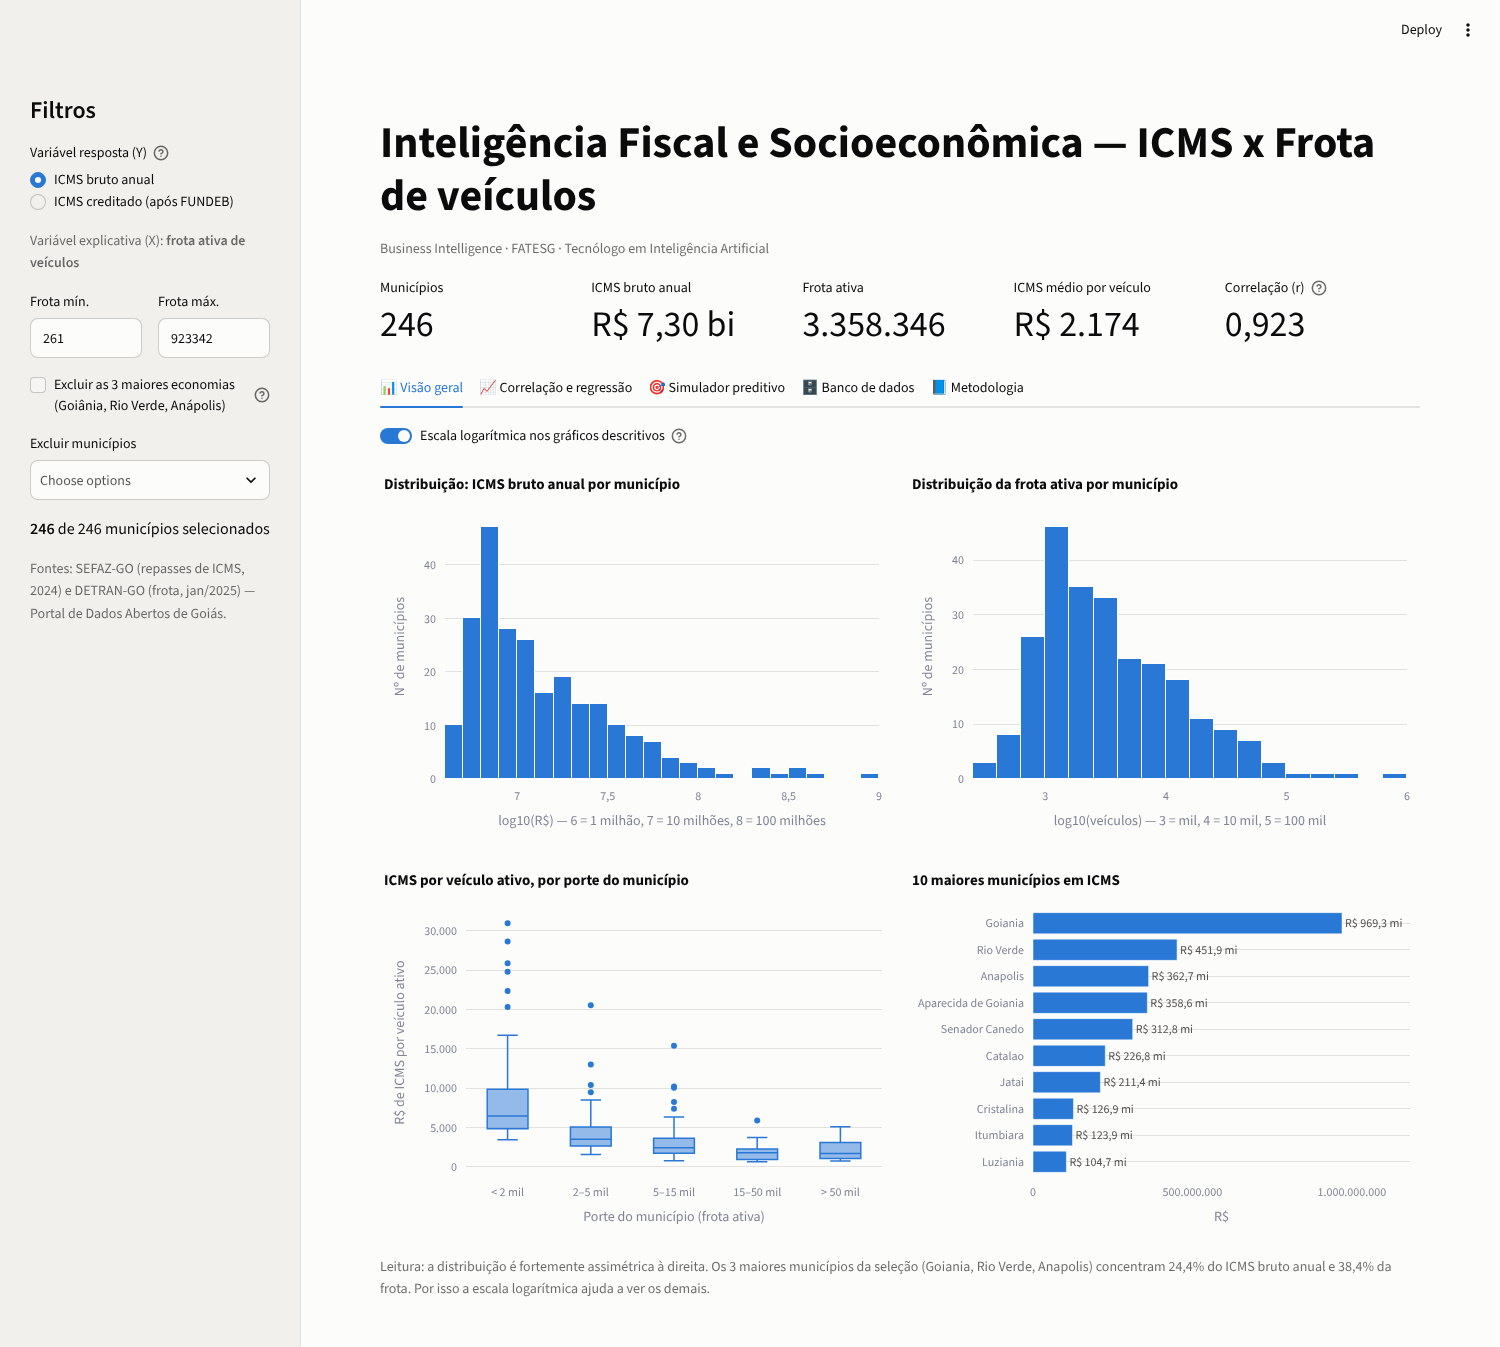 Deploy
Filtros
Variável resposta (Y)
ICMS bruto anual
ICMS creditado (após FUNDEB)
Variável explicativa (X): frota ativa de
veículos
Frota mín.
Frota máx.
261
923342
Excluir as 3 maiores economias
(Goiânia, Rio Verde, Anápolis)
Excluir municípios
Choose options
246 de 246 municípios selecionados
Fontes: SEFAZ-GO (repasses de ICMS,
2024) e DETRAN-GO (frota, jan/2025) —
Portal de Dados Abertos de Goiás.
Inteligência Fiscal e Socioeconômica — ICMS x Frota
de veículos
Business Intelligence · FATESG · Tecnólogo em Inteligência Artificial
Municípios
246
ICMS bruto anual
R$ 7,30 bi
Frota ativa
3.358.346
ICMS médio por veículo
R$ 2.174
Correlação (r)
0,923
Visão geral
Correlação e regressão
Simulador preditivo
Banco de dados
Metodologia
Escala logarítmica nos gráficos descritivos
Distribuição: ICMS bruto anual por município
Nº de municípios
40
30
20
10
0
7
7,5
8
8,5
9
log10(R$) — 6 = 1 milhão, 7 = 10 milhões, 8 = 100 milhões
Distribuição da frota ativa por município
Nº de municípios
40
30
20
10
0
3
4
5
6
log10(veículos) — 3 = mil, 4 = 10 mil, 5 = 100 mil
ICMS por veículo ativo, por porte do município
R$ de ICMS por veículo ativo
30.000
25.000
20.000
15.000
10.000
5.000
0
< 2 mil
2–5 mil
5–15 mil
15–50 mil
> 50 mil
Porte do município (frota ativa)
10 maiores municípios em ICMS
Goiania R$ 969,3 mi
Rio Verde R$ 451,9 mi
Anapolis R$ 362,7 mi
Aparecida de Goiania R$ 358,6 mi
Senador Canedo R$ 312,8 mi
Catalao R$ 226,8 mi
Jatai R$ 211,4 mi
Cristalina R$ 126,9 mi
Itumbiara R$ 123,9 mi
Luziania R$ 104,7 mi
0
500.000.000
1.000.000.000
R$
Leitura: a distribuição é fortemente assimétrica à direita. Os 3 maiores municípios da seleção (Goiania, Rio Verde, Anapolis) concentram 24,4% do ICMS bruto anual e 38,4% da
frota. Por isso a escala logarítmica ajuda a ver os demais.